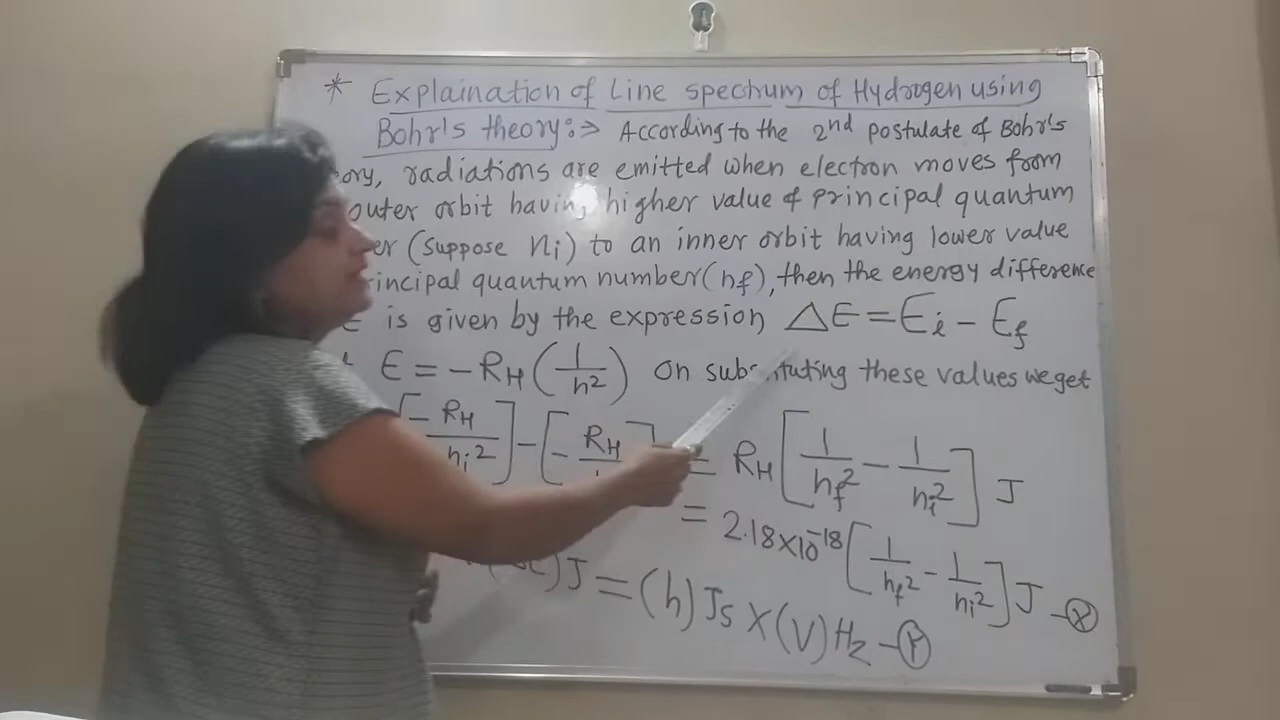 * Explaination of Line spectrum of Hydrogen using
Bohr's theory:⇒ According to the 2nd postulate of Bohr's
ory, radiations are emitted when electron moves from
outer orbit having higher value of Principal quantum
er (suppose ni) to an inner orbit having lower value
rincipal quantum number (nf), then the energy difference
is given by the expression ΔE = Ei - Ef
E = -RH (1/n²) on substituting these values we get
[-RH/ni²] - [-RH/ ] = RH [1/nf² - 1/ni²] J
= 2.18×10⁻¹⁸ [1/nf² - 1/ni²] J -Ⓧ
J = (h) Js × (ν) Hz -Ⓨ